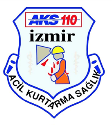 AKS 110
izmir
ACİL KURTARMA SAĞLIK